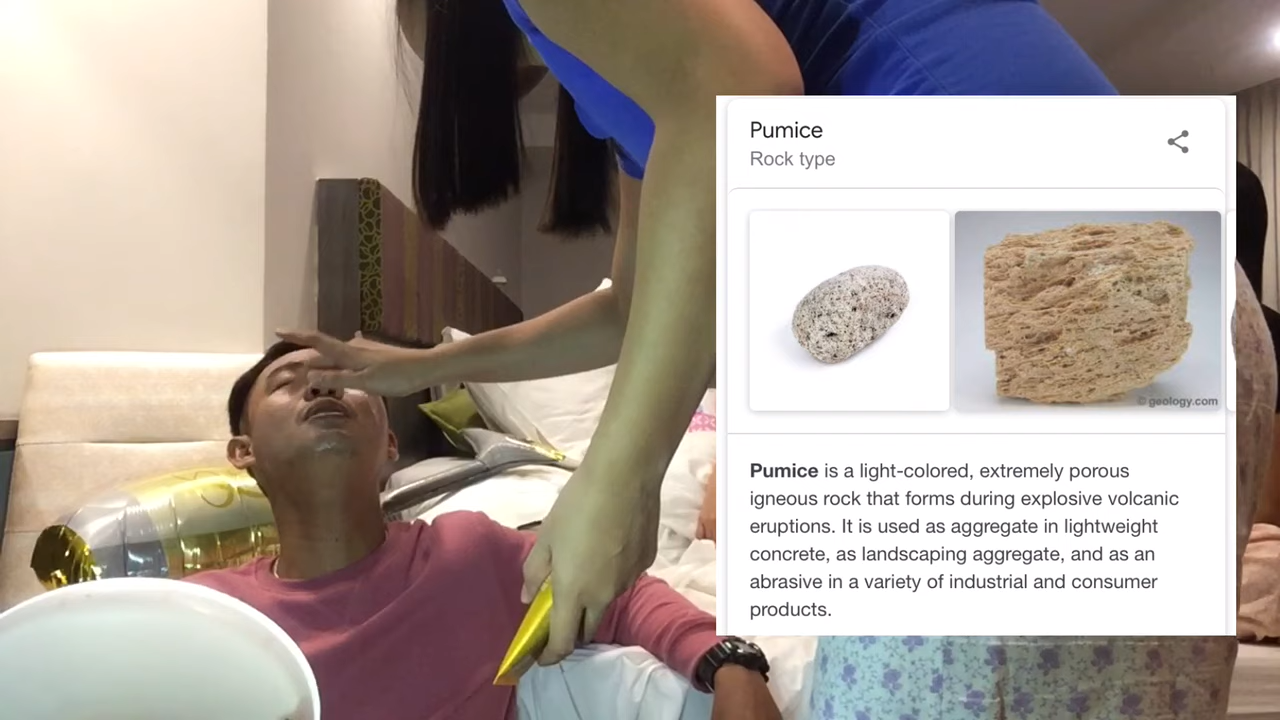 Pumice
Rock type
© geology.com
Pumice is a light-colored, extremely porous
igneous rock that forms during explosive volcanic
eruptions. It is used as aggregate in lightweight
concrete, as landscaping aggregate, and as an
abrasive in a variety of industrial and consumer
products.